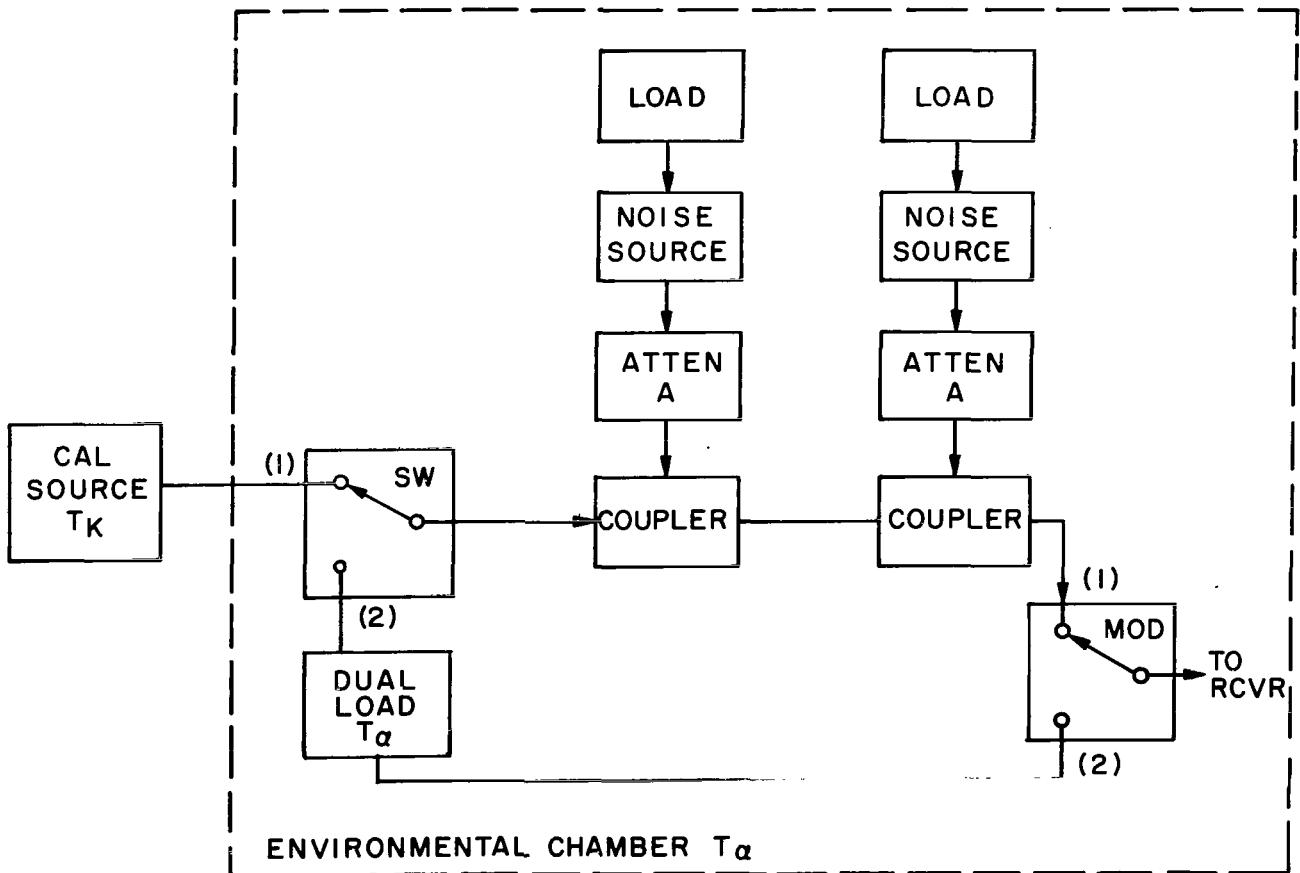 LOAD
LOAD
NOISE
SOURCE
NOISE
SOURCE
ATTEN
A
ATTEN
A
CAL
SOURCE
TK
(1)
SW
COUPLER
COUPLER
(2)
(1)
MOD
TO
RCVR
DUAL
LOAD
Tα
(2)
ENVIRONMENTAL CHAMBER Tα